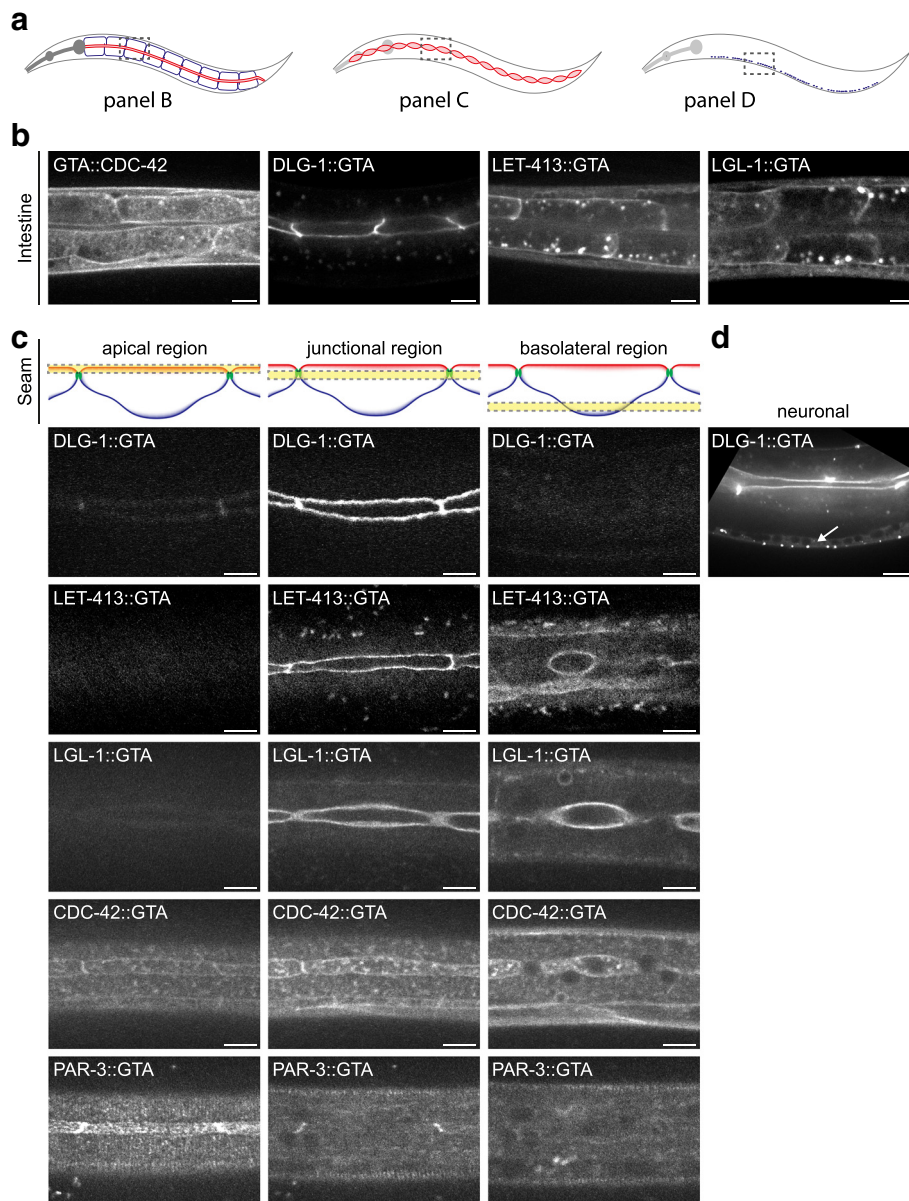 a
panel B
panel C
panel D
b
Intestine
GTA::CDC-42
DLG-1::GTA
LET-413::GTA
LGL-1::GTA
c
Seam
apical region
junctional region
basolateral region
d
neuronal
DLG-1::GTA
DLG-1::GTA
DLG-1::GTA
DLG-1::GTA
LET-413::GTA
LET-413::GTA
LET-413::GTA
LGL-1::GTA
LGL-1::GTA
LGL-1::GTA
CDC-42::GTA
CDC-42::GTA
CDC-42::GTA
PAR-3::GTA
PAR-3::GTA
PAR-3::GTA